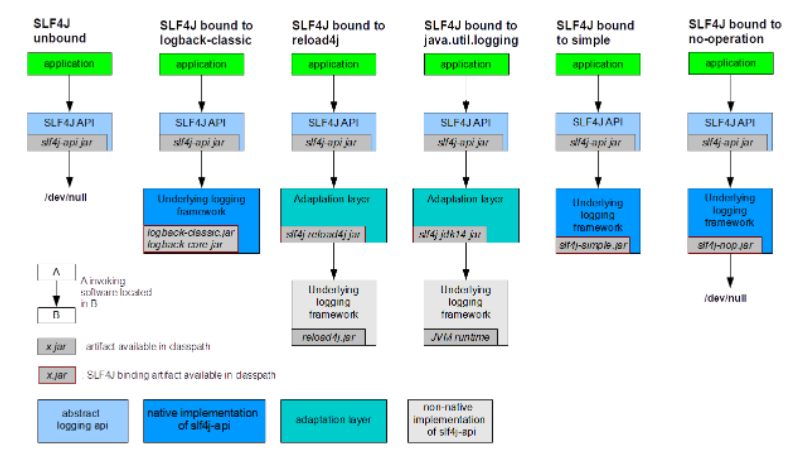 SLF4J
unbound
SLF4J bound to
logback-classic
SLF4J bound to
reload4j
SLF4J bound to
java.util.logging
SLF4J bound
to simple
SLF4J bound to
no-operation
application
application
application
application
application
application
SLF4J API
slf4j-api.jar
SLF4J API
slf4j-api.jar
SLF4J API
slf4j-api.jar
SLF4J API
slf4j-api.jar
SLF4J API
slf4j-api.jar
SLF4J API
slf4j-api.jar
/dev/null
Underlying logging
framework
logback-classic.jar
logback-core.jar
Adaptation layer
slf4j-reload4j.jar
Adaptation layer
slf4j-jdk14.jar
Underlying
logging
framework
slf4j-simple.jar
Underlying
logging
framework
slf4j-nop.jar
Underlying
logging
framework
reload4j.jar
Underlying
logging
framework
JVM runtime
/dev/null
A
B
A invoking
software located
in B
x.jar
artifact available in classpath
x.jar
SLF4J binding artifact available in classpath
abstract
logging api
native implementation
of slf4j-api
adaptation layer
non-native
implementation
of slf4j-api